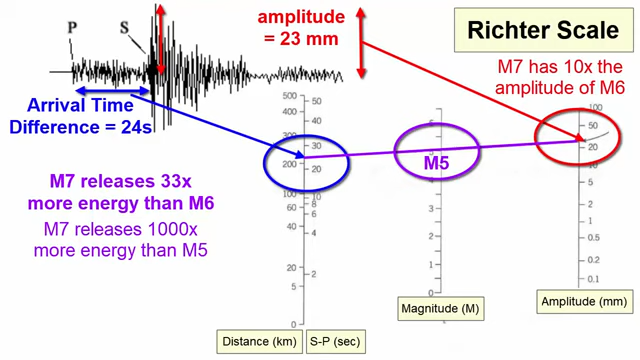 P
S
amplitude
= 23 mm
Richter Scale
M7 has 10x the
amplitude of M6
Arrival Time
Difference = 24s
M7 releases 33x
more energy than M6
M7 releases 1000x
more energy than M5
500
400
300
200
100
60
40
20
5
0
50
40
30
20
10
8
6
4
2
M5
5
4
3
2
1
0
100
50
20
10
5
2
1
0.5
0.2
0.1
Distance (km)
S-P (sec)
Magnitude (M)
Amplitude (mm)